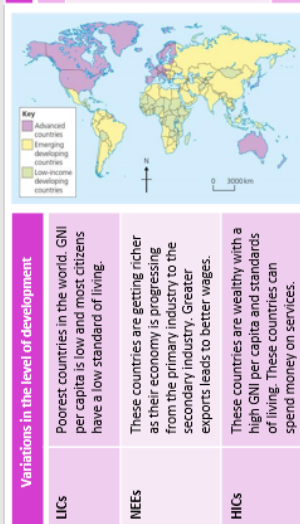 Key
Advanced
countries
Emerging
developing
countries
Low-income
developing
countries
N
0 3000km
Variations in the level of development
LICs
Poorest countries in the world. GNI
per capita is low and most citizens
have a low standard of living.
NEEs
These countries are getting richer
as their economy is progressing
from the primary industry to the
secondary industry. Greater
exports leads to better wages.
HICs
These countries are wealthy with a
high GNI per capita and standards
of living. These countries can
spend money on services.